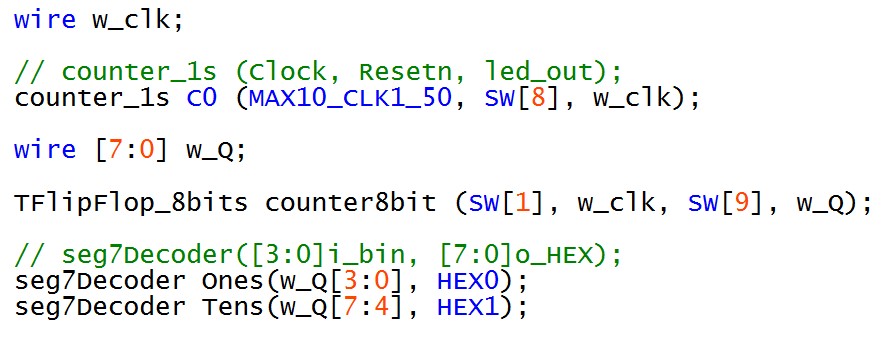 wire w_clk;
// counter_1s (Clock, Resetn, led_out);
counter_1s C0 (MAX10_CLK1_50, SW[8], w_clk);
wire [7:0] w_Q;
TFlipFlop_8bits counter8bit (SW[1], w_clk, SW[9], w_Q);
// seg7Decoder([3:0]i_bin, [7:0]o_HEX);
seg7Decoder Ones(w_Q[3:0], HEX0);
seg7Decoder Tens(w_Q[7:4], HEX1);